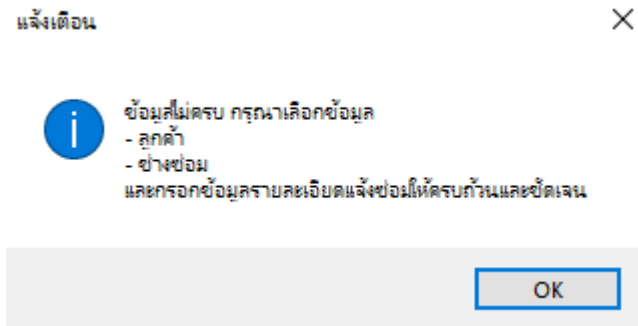 แจ้งเตือน
ข้อมูลไม่ครบ กรุณาเลือกข้อมูล
- ลูกค้า
- ช่างซ่อม
และกรอกข้อมูลรายละเอียดแจ้งซ่อมให้ครบถ้วนและชัดเจน
OK